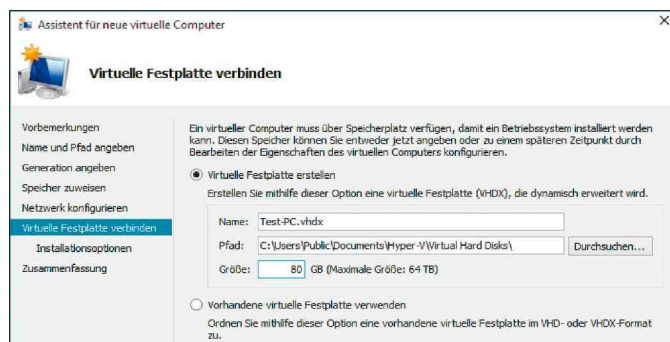 Assistent für neue virtuelle Computer
Virtuelle Festplatte verbinden
Vorbemerkungen
Name und Pfad angeben
Generation angeben
Speicher zuweisen
Netzwerk konfigurieren
Virtuelle Festplatte verbinden
Installationsoptionen
Zusammenfassung
Ein virtueller Computer muss über Speicherplatz verfügen, damit ein Betriebssystem installiert werden
kann. Diesen Speicher können Sie entweder jetzt angeben oder zu einem späteren Zeitpunkt durch
Bearbeiten der Eigenschaften des virtuellen Computers konfigurieren.
Virtuelle Festplatte erstellen
Erstellen Sie mithilfe dieser Option eine virtuelle Festplatte (VHDX), die dynamisch erweitert wird.
Name: Test-PC.vhdx
Pfad: C:\Users\Public\Documents\Hyper-V\Virtual Hard Disks\ Durchsuchen...
Größe: 80 GB (Maximale Größe: 64 TB)
Vorhandene virtuelle Festplatte verwenden
Ordnen Sie mithilfe dieser Option eine vorhandene virtuelle Festplatte im VHD- oder VHDX-Format
zu.